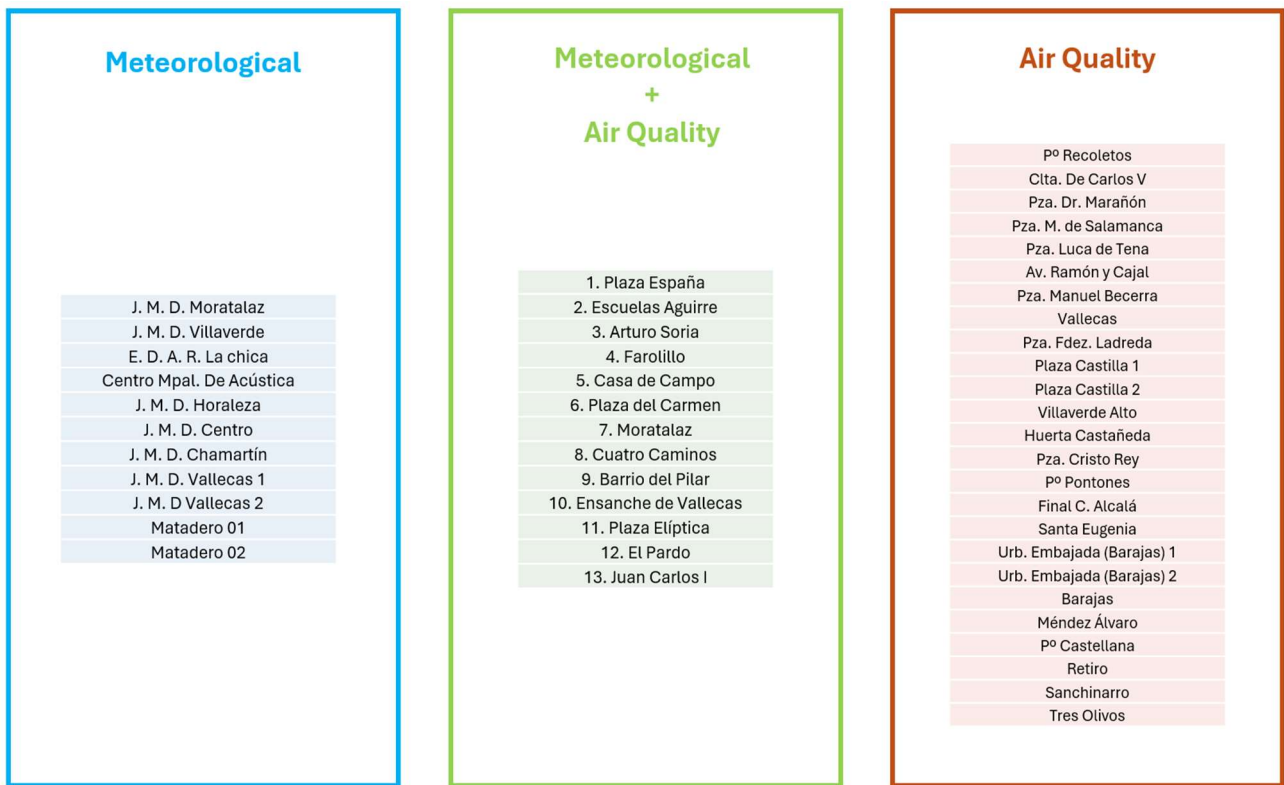 Meteorological
J. M. D. Moratalaz
J. M. D. Villaverde
E. D. A. R. La chica
Centro Mpal. De Acústica
J. M. D. Horaleza
J. M. D. Centro
J. M. D. Chamartín
J. M. D. Vallecas 1
J. M. D Vallecas 2
Matadero 01
Matadero 02
Meteorological
+
Air Quality
1. Plaza España
2. Escuelas Aguirre
3. Arturo Soria
4. Farolillo
5. Casa de Campo
6. Plaza del Carmen
7. Moratalaz
8. Cuatro Caminos
9. Barrio del Pilar
10. Ensanche de Vallecas
11. Plaza Elíptica
12. El Pardo
13. Juan Carlos I
Air Quality
Pº Recoletos
Clta. De Carlos V
Pza. Dr. Marañón
Pza. M. de Salamanca
Pza. Luca de Tena
Av. Ramón y Cajal
Pza. Manuel Becerra
Vallecas
Pza. Fdez. Ladreda
Plaza Castilla 1
Plaza Castilla 2
Villaverde Alto
Huerta Castañeda
Pza. Cristo Rey
Pº Pontones
Final C. Alcalá
Santa Eugenia
Urb. Embajada (Barajas) 1
Urb. Embajada (Barajas) 2
Barajas
Méndez Álvaro
Pº Castellana
Retiro
Sanchinarro
Tres Olivos